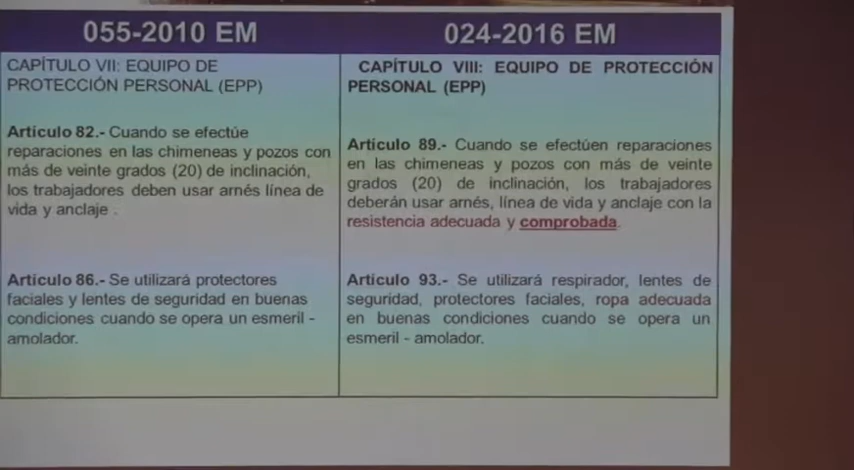 055-2010 EM
CAPÍTULO VII: EQUIPO DE
PROTECCIÓN PERSONAL (EPP)
Artículo 82.- Cuando se efectúe
reparaciones en las chimeneas y pozos con
más de veinte grados (20) de inclinación,
los trabajadores deben usar arnés línea de
vida y anclaje .
Artículo 86.- Se utilizará protectores
faciales y lentes de seguridad en buenas
condiciones cuando se opera un esmeril -
amolador.
024-2016 EM
CAPÍTULO VIII: EQUIPO DE PROTECCIÓN
PERSONAL (EPP)
Artículo 89.- Cuando se efectúen reparaciones
en las chimeneas y pozos con más de veinte
grados (20) de inclinación, los trabajadores
deberán usar arnés, línea de vida y anclaje con la
resistencia adecuada y comprobada.
Artículo 93.- Se utilizará respirador, lentes de
seguridad, protectores faciales, ropa adecuada
en buenas condiciones cuando se opera un
esmeril - amolador.